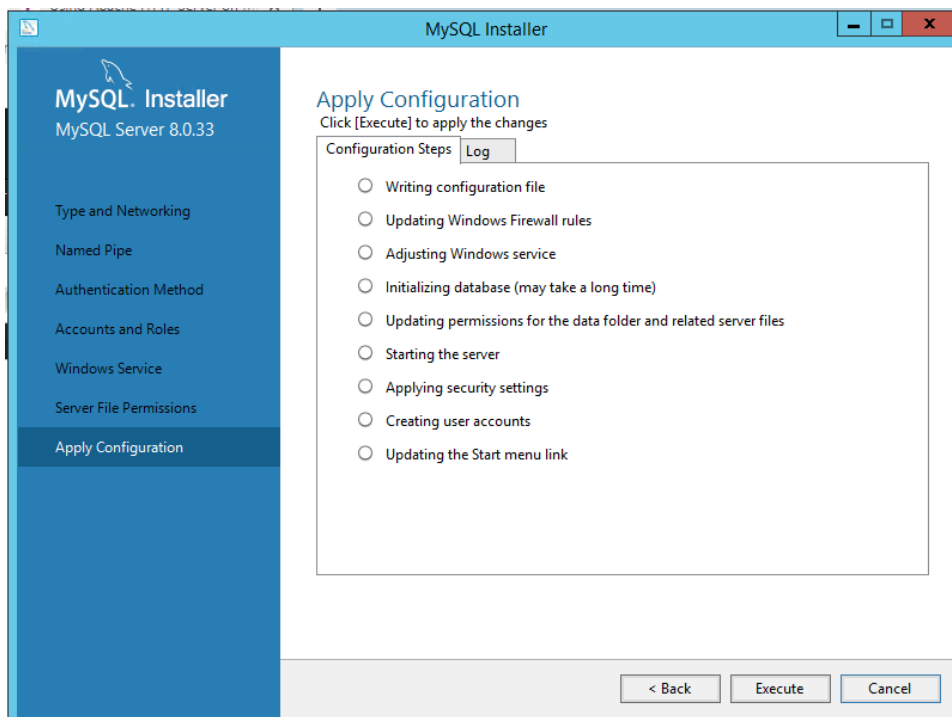 MySQL Installer
MySQL. Installer
MySQL Server 8.0.33
Type and Networking
Named Pipe
Authentication Method
Accounts and Roles
Windows Service
Server File Permissions
Apply Configuration
Apply Configuration
Click [Execute] to apply the changes
Configuration Steps
Log
Writing configuration file
Updating Windows Firewall rules
Adjusting Windows service
Initializing database (may take a long time)
Updating permissions for the data folder and related server files
Starting the server
Applying security settings
Creating user accounts
Updating the Start menu link
< Back
Execute
Cancel